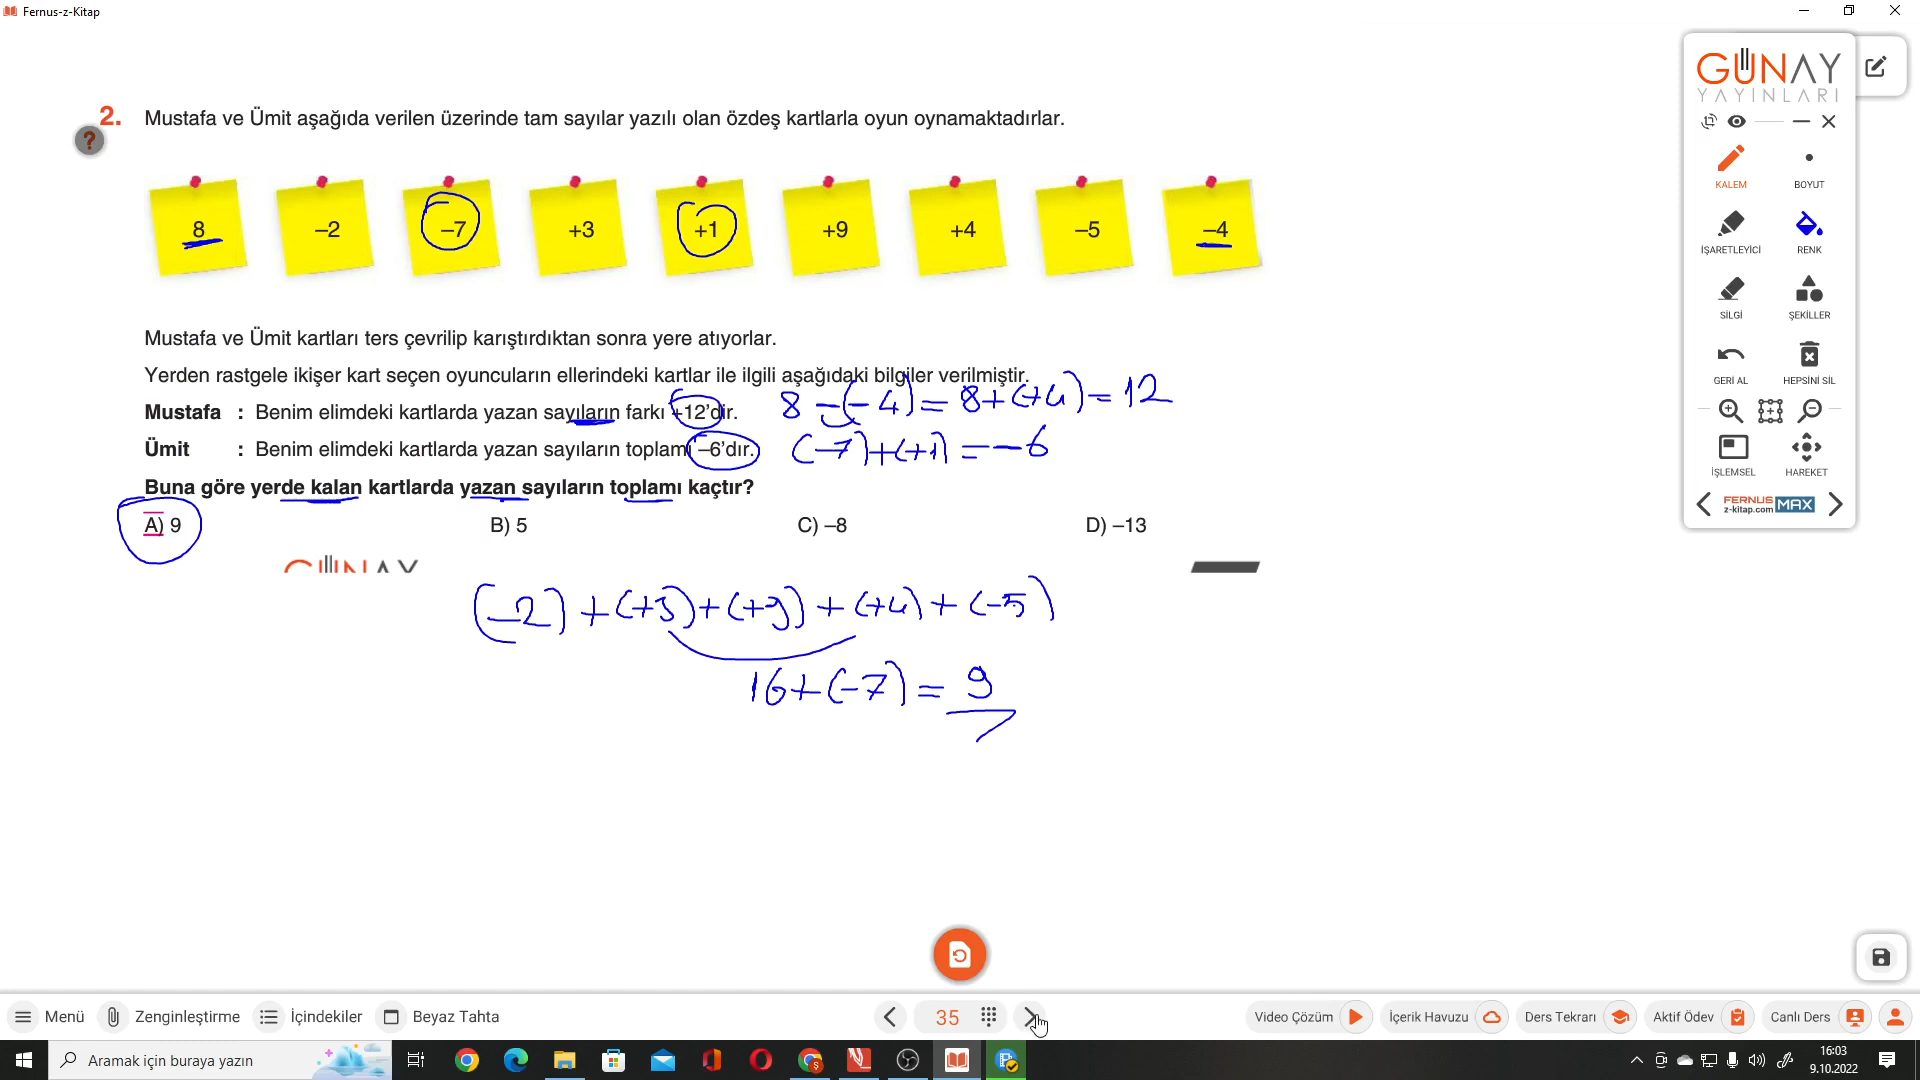 Fernus-z-Kitap
GÜNAY
YAYINLARI
2. Mustafa ve Ümit aşağıda verilen üzerinde tam sayılar yazılı olan özdeş kartlarla oyun oynamaktadırlar.
?
8 –2 –7 +3 +1 +9 +4 –5 –4
Mustafa ve Ümit kartları ters çevrilip karıştırdıktan sonra yere atıyorlar.
Yerden rastgele ikişer kart seçen oyuncuların ellerindeki kartlar ile ilgili aşağıdaki bilgiler verilmiştir.
Mustafa : Benim elimdeki kartlarda yazan sayıların farkı +12'dir.
8 - (- 4) = 8 + (+4) = 12
Ümit : Benim elimdeki kartlarda yazan sayıların toplamı –6'dır.
(-7) + (+1) = -6
Buna göre yerde kalan kartlarda yazan sayıların toplamı kaçtır?
A) 9 B) 5 C) –8 D) –13
GÜNAY
(-2) + (+3) + (+9) + (+4) + (-5)
16 + (-7) = 9
KALEM BOYUT
İŞARETLEYİCİ RENK
SİLGİ ŞEKİLLER
GERİ AL HEPSİNİ SİL
İŞLEMSEL HAREKET
FERNUS MAX
z-kitap.com
Menü Zenginleştirme İçindekiler Beyaz Tahta 35 Video Çözüm İçerik Havuzu Ders Tekrarı Aktif Ödev Canlı Ders
Aramak için buraya yazın
16:03
9.10.2022